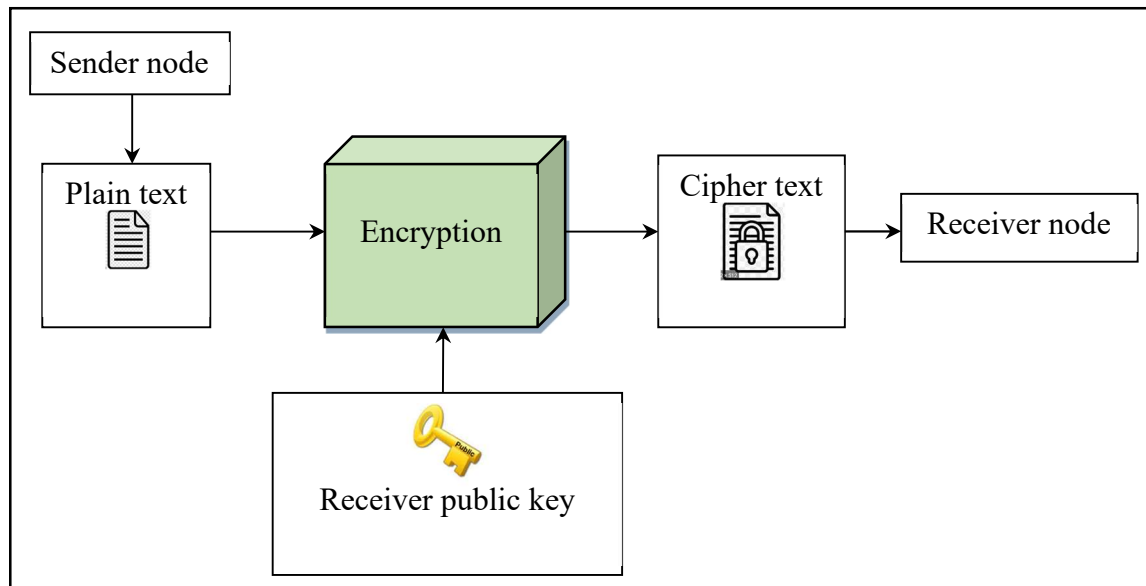 Sender node
Plain text
Encryption
Cipher text
Receiver node
Public
Receiver public key